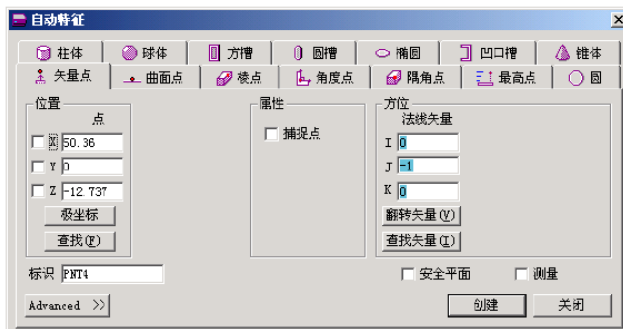 自动特征
柱体 球体 方槽 圆槽 椭圆 凹口槽 锥体
矢量点 曲面点 棱点 角度点 隅角点 最高点 圆
位置 属性 方位
点 法线矢量
X 50.36 捕捉点 I 0
Y 0 J -1
Z -12.737 K 0
极坐标 翻转矢量(V)
查找(F) 查找矢量(I)
标识 PNT4 安全平面 测量
Advanced >> 创建 关闭